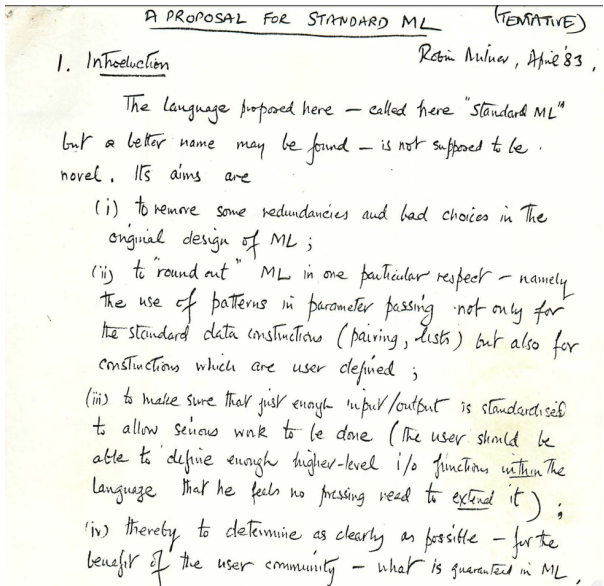 A PROPOSAL FOR STANDARD ML (TENTATIVE)
Robin Milner, April '83.
1. Introduction
The Language proposed here – called here "Standard ML"
but a better name may be found – is not supposed to be
novel. Its aims are
(i) to remove some redundancies and bad choices in the
original design of ML;
(ii) to "round out" ML in one particular respect – namely
the use of patterns in parameter passing not only for
the standard data constructions (pairing, lists) but also for
constructions which are user defined;
(iii) to make sure that just enough input/output is standardised
to allow serious work to be done (the user should be
able to define enough higher-level i/o functions within the
Language that he feels no pressing need to extend it);
(iv) thereby to determine as clearly as possible – for the
benefit of the user community – what is guaranteed in ML.